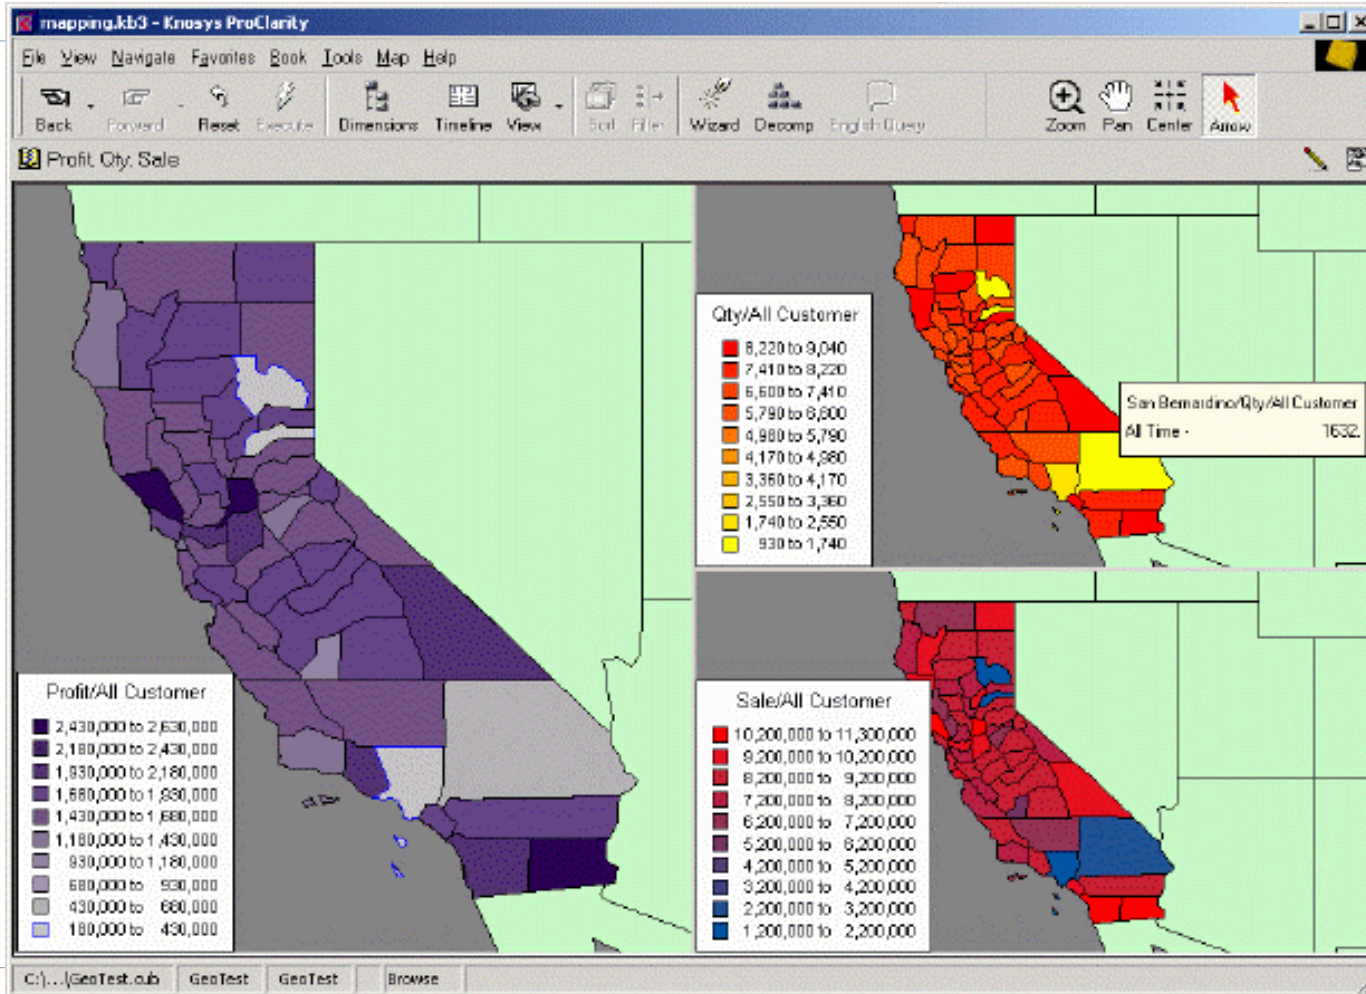 mapping.kb3 - Knosys ProClarity
File View Navigate Favorites Book Tools Map Help
Back Forward Reset Execute Dimensions Timeline View Sort Filter Wizard Decomp English Query Zoom Pan Center Arrow
Profit, Qty, Sale
Qty/All Customer
8,220 to 9,040
7,410 to 8,220
6,600 to 7,410
5,790 to 6,600
4,980 to 5,790
4,170 to 4,980
3,360 to 4,170
2,550 to 3,360
1,740 to 2,550
930 to 1,740
San Bernardino/Qty/All Customer
All Time - 1632.
Profit/All Customer
2,430,000 to 2,630,000
2,180,000 to 2,430,000
1,930,000 to 2,180,000
1,680,000 to 1,930,000
1,430,000 to 1,680,000
1,180,000 to 1,430,000
930,000 to 1,180,000
680,000 to 930,000
430,000 to 680,000
180,000 to 430,000
Sale/All Customer
10,200,000 to 11,300,000
9,200,000 to 10,200,000
8,200,000 to 9,200,000
7,200,000 to 8,200,000
6,200,000 to 7,200,000
5,200,000 to 6,200,000
4,200,000 to 5,200,000
3,200,000 to 4,200,000
2,200,000 to 3,200,000
1,200,000 to 2,200,000
C:\...\GeoTest.cub GeoTest GeoTest Browse